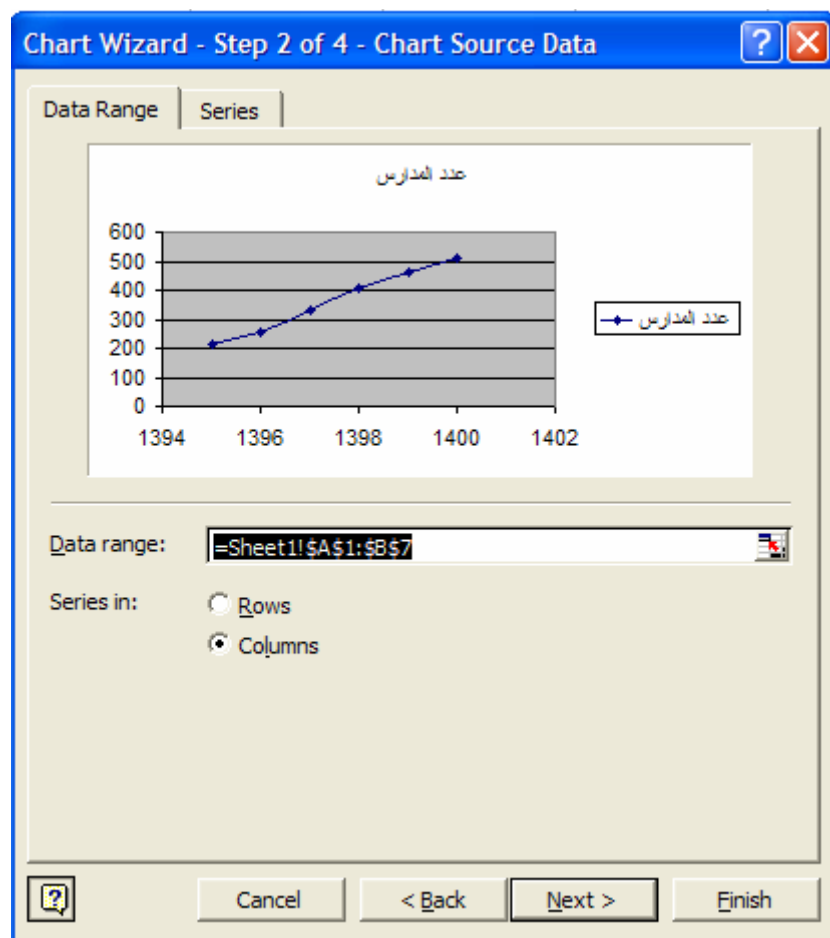 Chart Wizard - Step 2 of 4 - Chart Source Data
Data Range Series
عدد المدارس
600
500
400
300
200
100
0
1394 1396 1398 1400 1402
عدد المدارس
Data range: =Sheet1!$A$1:$B$7
Series in: Rows
Columns
Cancel < Back Next > Finish